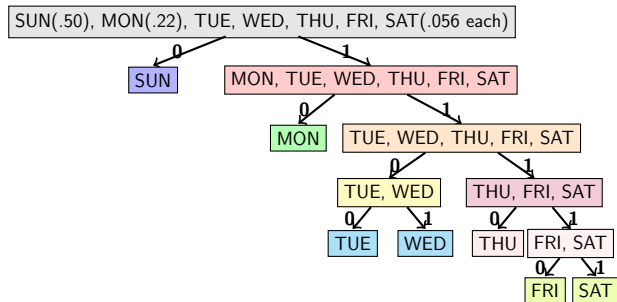 SUN(.50), MON(.22), TUE, WED, THU, FRI, SAT(.056 each)
0 1
SUN MON, TUE, WED, THU, FRI, SAT
0 1
MON TUE, WED, THU, FRI, SAT
0 1
TUE, WED THU, FRI, SAT
0 1 0 1
TUE WED THU FRI, SAT
0 1
FRI SAT